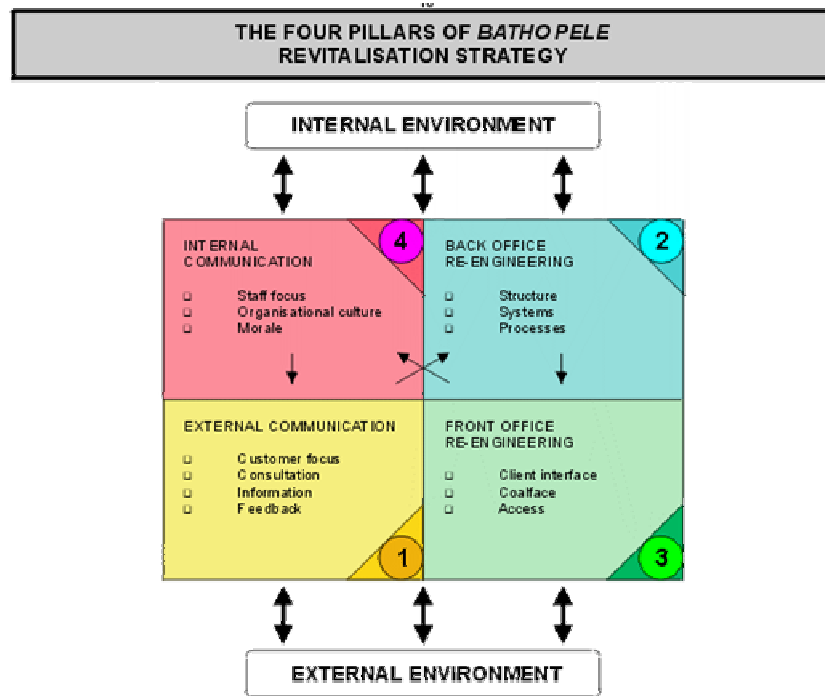 THE FOUR PILLARS OF BATHO PELE
REVITALISATION STRATEGY
INTERNAL ENVIRONMENT
INTERNAL
COMMUNICATION
4
Staff focus
Organisational culture
Morale
BACK OFFICE
RE-ENGINEERING
2
Structure
Systems
Processes
EXTERNAL COMMUNICATION
Customer focus
Consultation
Information
Feedback
1
FRONT OFFICE
RE-ENGINEERING
Client interface
Coalface
Access
3
EXTERNAL ENVIRONMENT